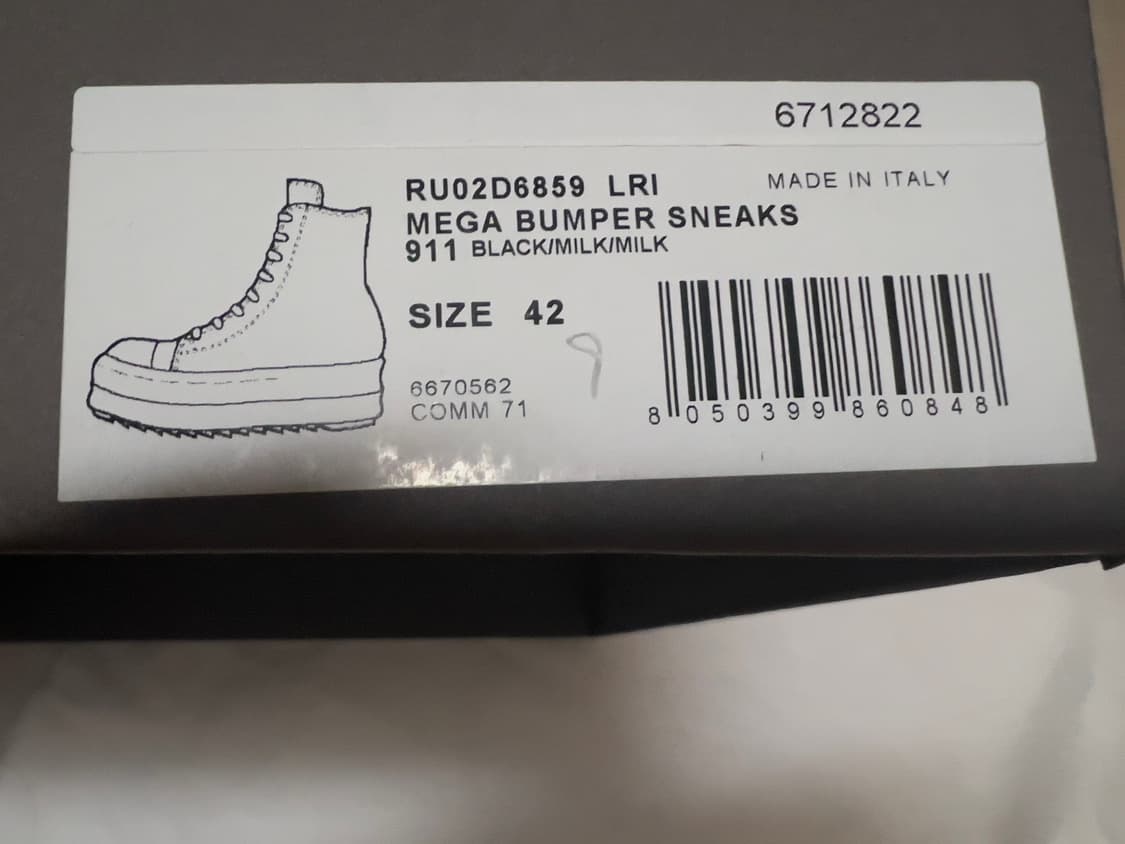 6712822
RU02D6859 LRI
MADE IN ITALY
MEGA BUMPER SNEAKS
911 BLACK/MILK/MILK
SIZE 42
9
6670562
COMM 71
8 050399 860848